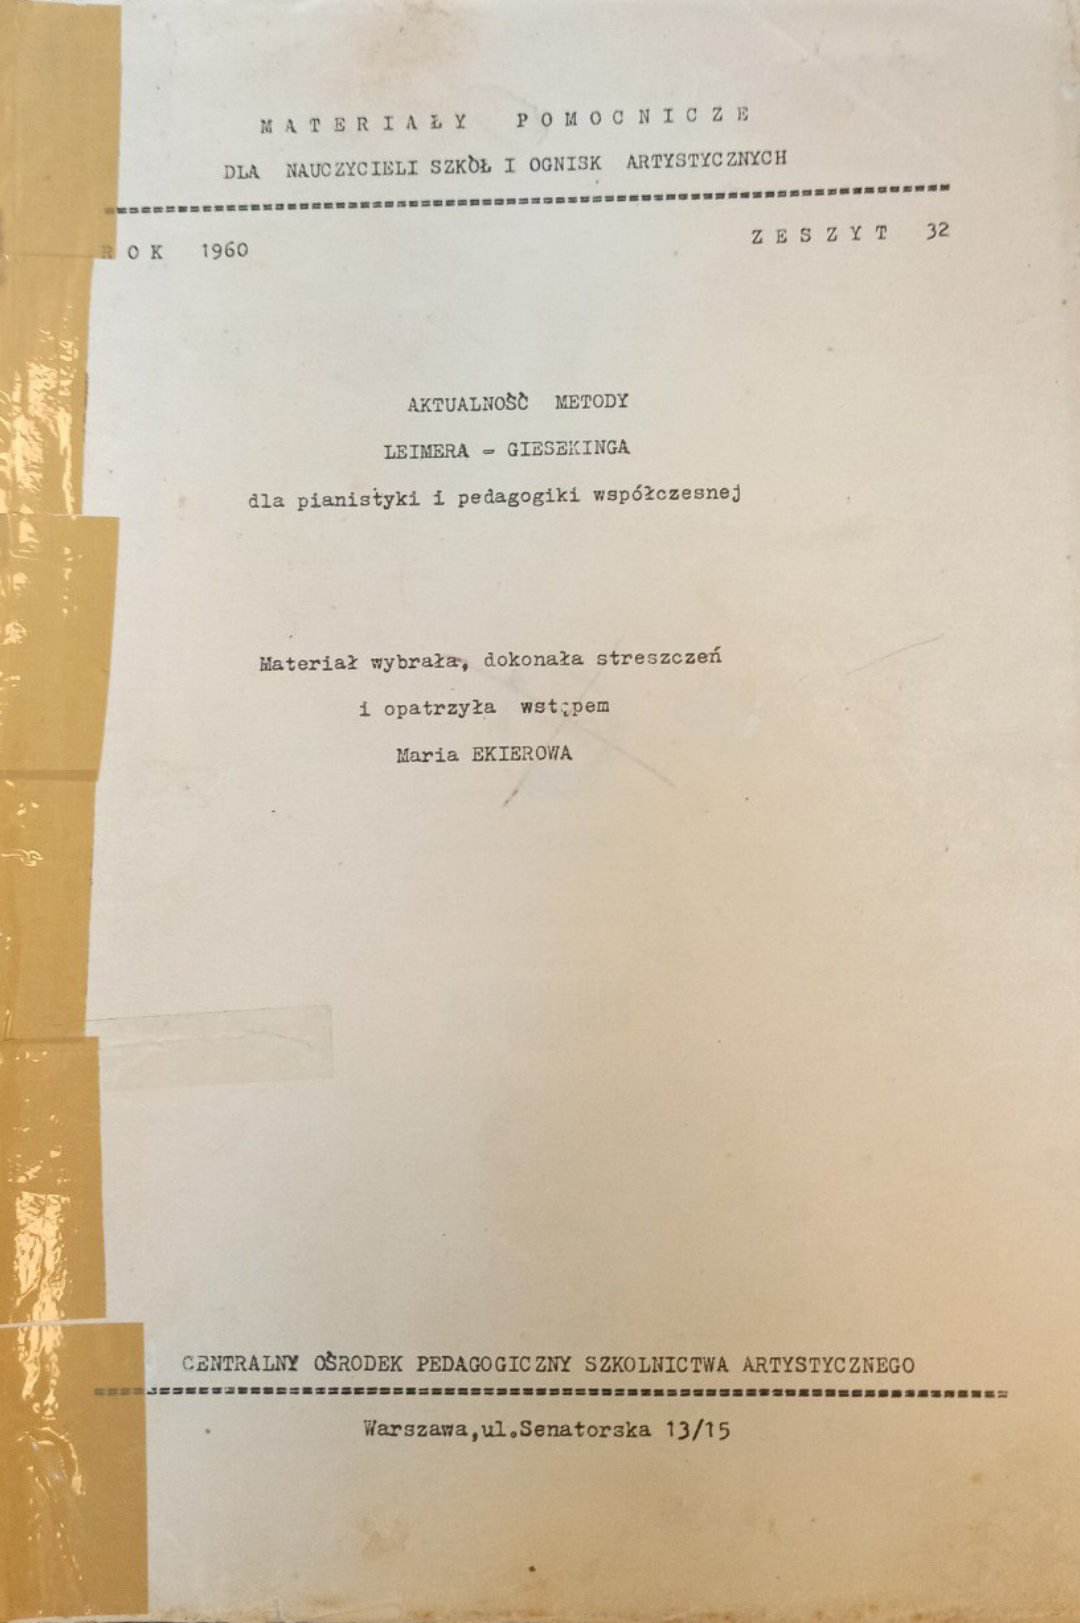 MATERIAŁY POMOCNICZE
DLA NAUCZYCIELI SZKÓŁ I OGNISK ARTYSTYCZNYCH
ROK 1960
ZESZYT 32
AKTUALNOŚĆ METODY
LEIMERA - GIESEKINGA
dla pianistyki i pedagogiki współczesnej
Materiał wybrała, dokonała streszczeń
i opatrzyła wstępem
Maria EKIEROWA
CENTRALNY OŚRODEK PEDAGOGICZNY SZKOLNICTWA ARTYSTYCZNEGO
Warszawa,ul.Senatorska 13/15